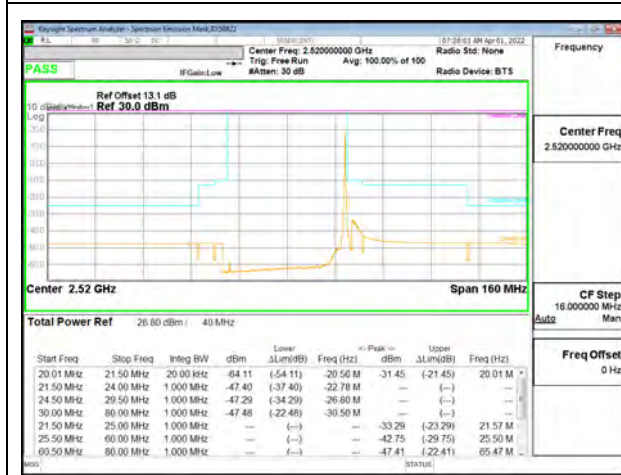 Keysight Spectrum Analyzer - Spectrum Emission Mask
RL RF 50 Ω DC SENSE:INT 07:28:01 AM Apr 01, 2022
Center Freq: 2.520000000 GHz Radio Std: None Frequency
PASS Trig: Free Run Avg: 100.00% of 100
IFGain:Low #Atten: 30 dB Radio Device: BTS
Ref Offset 13.1 dB
10 dB Ref 30.0 dBm
Log
Center Freq
2.520000000 GHz
Center 2.52 GHz Span 160 MHz
CF Step
16.000000 MHz
Auto Man
Total Power Ref 26.80 dBm / 40 MHz
Freq Offset
0 Hz
Lower <- Peak -> Upper
Start Freq Stop Freq Integ BW dBm ΔLim(dB) Freq (Hz) dBm ΔLim(dB) Freq (Hz)
20.01 MHz 21.50 MHz 20.00 kHz -64.11 (-54.11) -20.56 M -31.45 (-21.45) 20.01 M
21.50 MHz 24.00 MHz 1.000 MHz -47.40 (-37.40) -22.78 M --- (---) ---
24.50 MHz 29.50 MHz 1.000 MHz -47.29 (-34.29) -26.80 M --- (---) ---
30.00 MHz 80.00 MHz 1.000 MHz -47.48 (-22.48) -30.50 M --- (---) ---
21.50 MHz 25.00 MHz 1.000 MHz --- (---) --- -33.29 (-23.29) 21.57 M
25.50 MHz 60.00 MHz 1.000 MHz --- (---) --- -42.75 (-29.75) 25.50 M
60.50 MHz 80.00 MHz 1.000 MHz --- (---) --- -47.41 (-22.41) 65.47 M
MSG STATUS